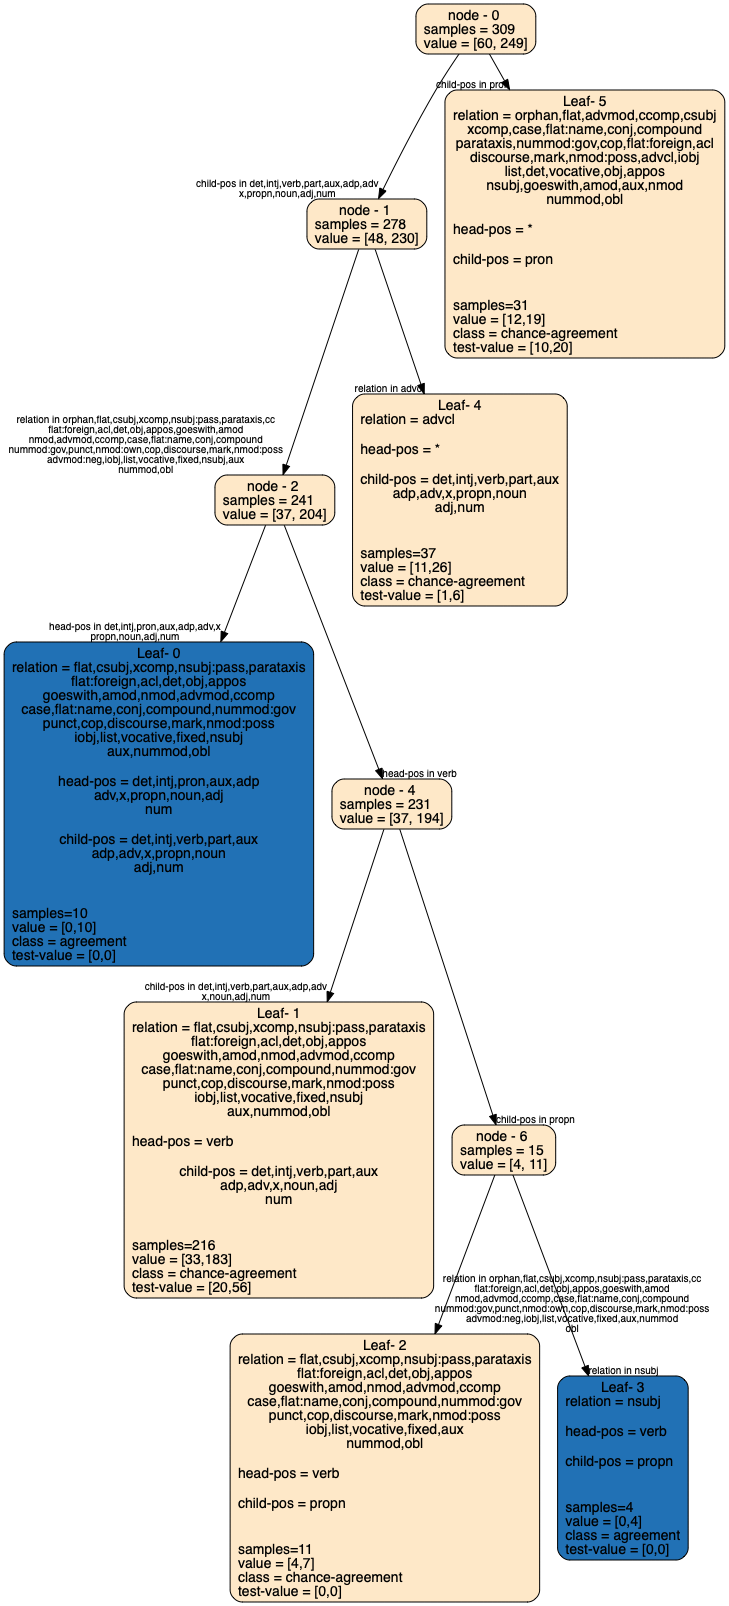 node - 0
samples = 309
value = [60, 249]
child-pos in pron
Leaf- 5
relation = orphan,flat,advmod,ccomp,csubj
xcomp,case,flat:name,conj,compound
parataxis,nummod:gov,cop,flat:foreign,acl
discourse,mark,nmod:poss,advcl,iobj
list,det,vocative,obj,appos
nsubj,goeswith,amod,aux,nmod
nummod,obl
head-pos = *
child-pos = pron
samples=31
value = [12,19]
class = chance-agreement
test-value = [10,20]
child-pos in det,intj,verb,part,aux,adp,adv
x,propn,noun,adj,num
node - 1
samples = 278
value = [48, 230]
relation in advcl
Leaf- 4
relation = advcl
head-pos = *
child-pos = det,intj,verb,part,aux
adp,adv,x,propn,noun
adj,num
samples=37
value = [11,26]
class = chance-agreement
test-value = [1,6]
relation in orphan,flat,csubj,xcomp,nsubj:pass,parataxis,cc
flat:foreign,acl,det,obj,appos,goeswith,amod
nmod,advmod,ccomp,case,flat:name,conj,compound
nummod:gov,punct,nmod:own,cop,discourse,mark,nmod:poss
advmod:neg,iobj,list,vocative,fixed,nsubj,aux
nummod,obl
node - 2
samples = 241
value = [37, 204]
head-pos in det,intj,pron,aux,adp,adv,x
propn,noun,adj,num
Leaf- 0
relation = flat,csubj,xcomp,nsubj:pass,parataxis
flat:foreign,acl,det,obj,appos
goeswith,amod,nmod,advmod,ccomp
case,flat:name,conj,compound,nummod:gov
punct,cop,discourse,mark,nmod:poss
iobj,list,vocative,fixed,nsubj
aux,nummod,obl
head-pos = det,intj,pron,aux,adp
adv,x,propn,noun,adj
num
child-pos = det,intj,verb,part,aux
adp,adv,x,propn,noun
adj,num
samples=10
value = [0,10]
class = agreement
test-value = [0,0]
head-pos in verb
node - 4
samples = 231
value = [37, 194]
child-pos in det,intj,verb,part,aux,adp,adv
x,noun,adj,num
Leaf- 1
relation = flat,csubj,xcomp,nsubj:pass,parataxis
flat:foreign,acl,det,obj,appos
goeswith,amod,nmod,advmod,ccomp
case,flat:name,conj,compound,nummod:gov
punct,cop,discourse,mark,nmod:poss
iobj,list,vocative,fixed,nsubj
aux,nummod,obl
head-pos = verb
child-pos = det,intj,verb,part,aux
adp,adv,x,noun,adj
num
samples=216
value = [33,183]
class = chance-agreement
test-value = [20,56]
child-pos in propn
node - 6
samples = 15
value = [4, 11]
relation in orphan,flat,csubj,xcomp,nsubj:pass,parataxis,cc
flat:foreign,acl,det,obj,appos,goeswith,amod
nmod,advmod,ccomp,case,flat:name,conj,compound
nummod:gov,punct,nmod:own,cop,discourse,mark,nmod:poss
advmod:neg,iobj,list,vocative,fixed,aux,nummod
obl
Leaf- 2
relation = flat,csubj,xcomp,nsubj:pass,parataxis
flat:foreign,acl,det,obj,appos
goeswith,amod,nmod,advmod,ccomp
case,flat:name,conj,compound,nummod:gov
punct,cop,discourse,mark,nmod:poss
iobj,list,vocative,fixed,aux
nummod,obl
head-pos = verb
child-pos = propn
samples=11
value = [4,7]
class = chance-agreement
test-value = [0,0]
relation in nsubj
Leaf- 3
relation = nsubj
head-pos = verb
child-pos = propn
samples=4
value = [0,4]
class = agreement
test-value = [0,0]